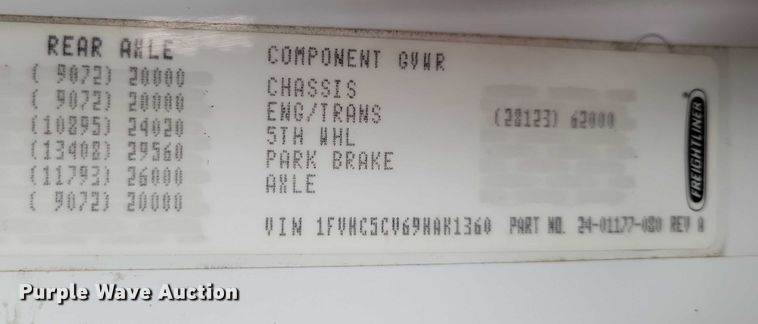 REAR AXLE
( 9072) 20000
( 9072) 20000
(10895) 24020
(13408) 29560
(11793) 26000
( 9072) 20000
COMPONENT GVWR
CHASSIS
ENG/TRANS (28123) 62000
5TH WHL
PARK BRAKE
AXLE
VIN 1FVHC5CV69HAK1360 PART NO. 24-01177-080 REV A
FREIGHTLINER
Purple Wave Auction